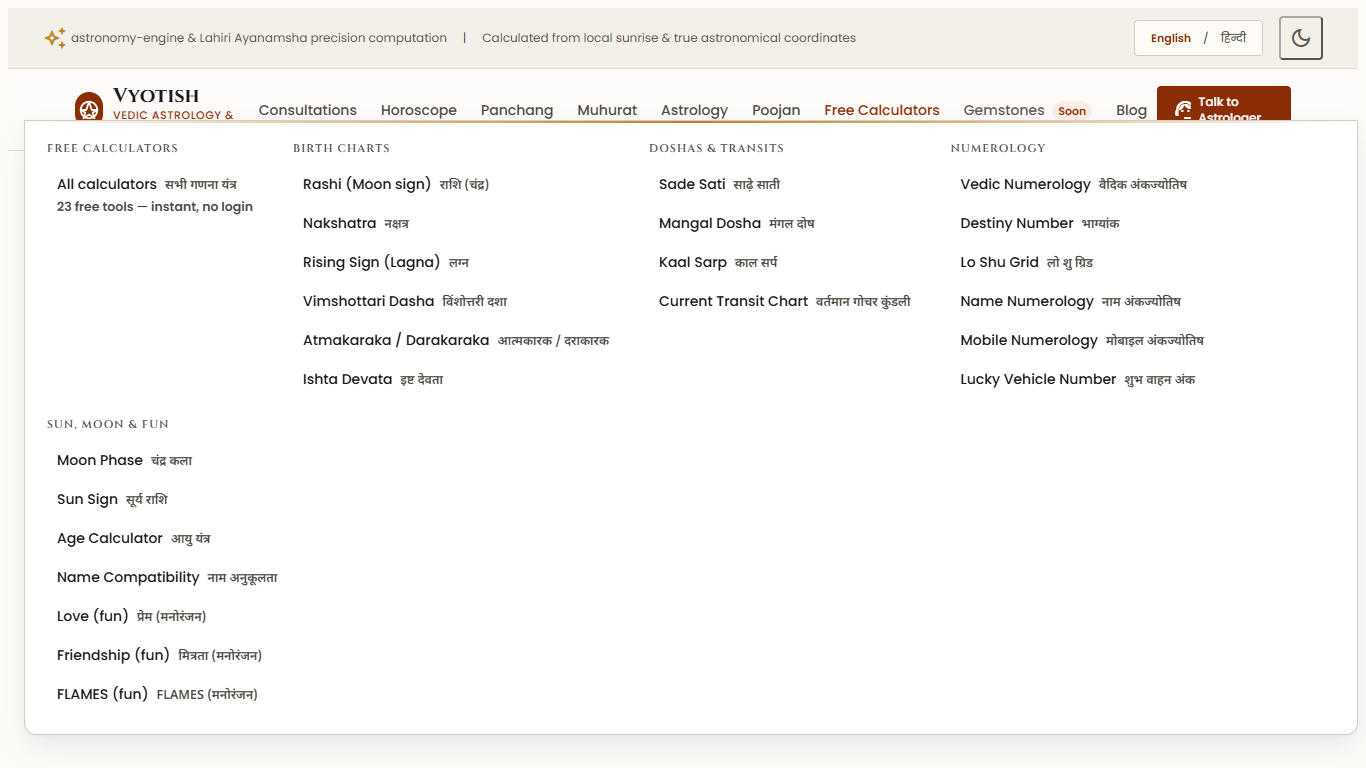 astronomy-engine & Lahiri Ayanamsha precision computation | Calculated from local sunrise & true astronomical coordinates
English / हिन्दी
VYOTISH
VEDIC ASTROLOGY &
Consultations
Horoscope
Panchang
Muhurat
Astrology
Poojan
Free Calculators
Gemstones Soon
Blog
Talk to
Astrologer
FREE CALCULATORS
All calculators सभी गणना यंत्र
23 free tools — instant, no login
BIRTH CHARTS
Rashi (Moon sign) राशि (चंद्र)
Nakshatra नक्षत्र
Rising Sign (Lagna) लग्न
Vimshottari Dasha विंशोत्तरी दशा
Atmakaraka / Darakaraka आत्मकारक / दराकारक
Ishta Devata इष्ट देवता
DOSHAS & TRANSITS
Sade Sati साढ़े साती
Mangal Dosha मंगल दोष
Kaal Sarp काल सर्प
Current Transit Chart वर्तमान गोचर कुंडली
NUMEROLOGY
Vedic Numerology वैदिक अंकज्योतिष
Destiny Number भाग्यांक
Lo Shu Grid लो शु ग्रिड
Name Numerology नाम अंकज्योतिष
Mobile Numerology मोबाइल अंकज्योतिष
Lucky Vehicle Number शुभ वाहन अंक
SUN, MOON & FUN
Moon Phase चंद्र कला
Sun Sign सूर्य राशि
Age Calculator आयु यंत्र
Name Compatibility नाम अनुकूलता
Love (fun) प्रेम (मनोरंजन)
Friendship (fun) मित्रता (मनोरंजन)
FLAMES (fun) FLAMES (मनोरंजन)